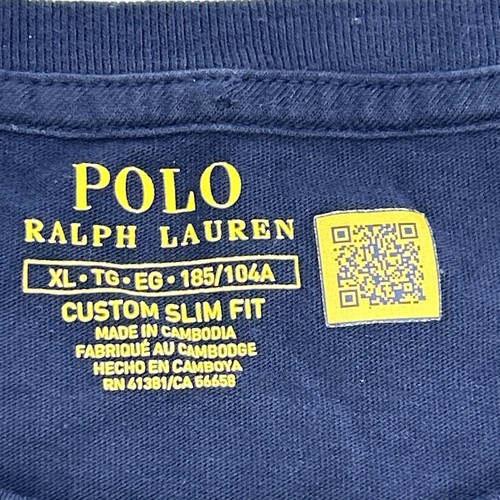 POLO
RALPH LAUREN
XL • TG • EG • 185/104A
CUSTOM SLIM FIT
MADE IN CAMBODIA
FABRIQUÉ AU CAMBODGE
HECHO EN CAMBOYA
RN 41381/CA 56658